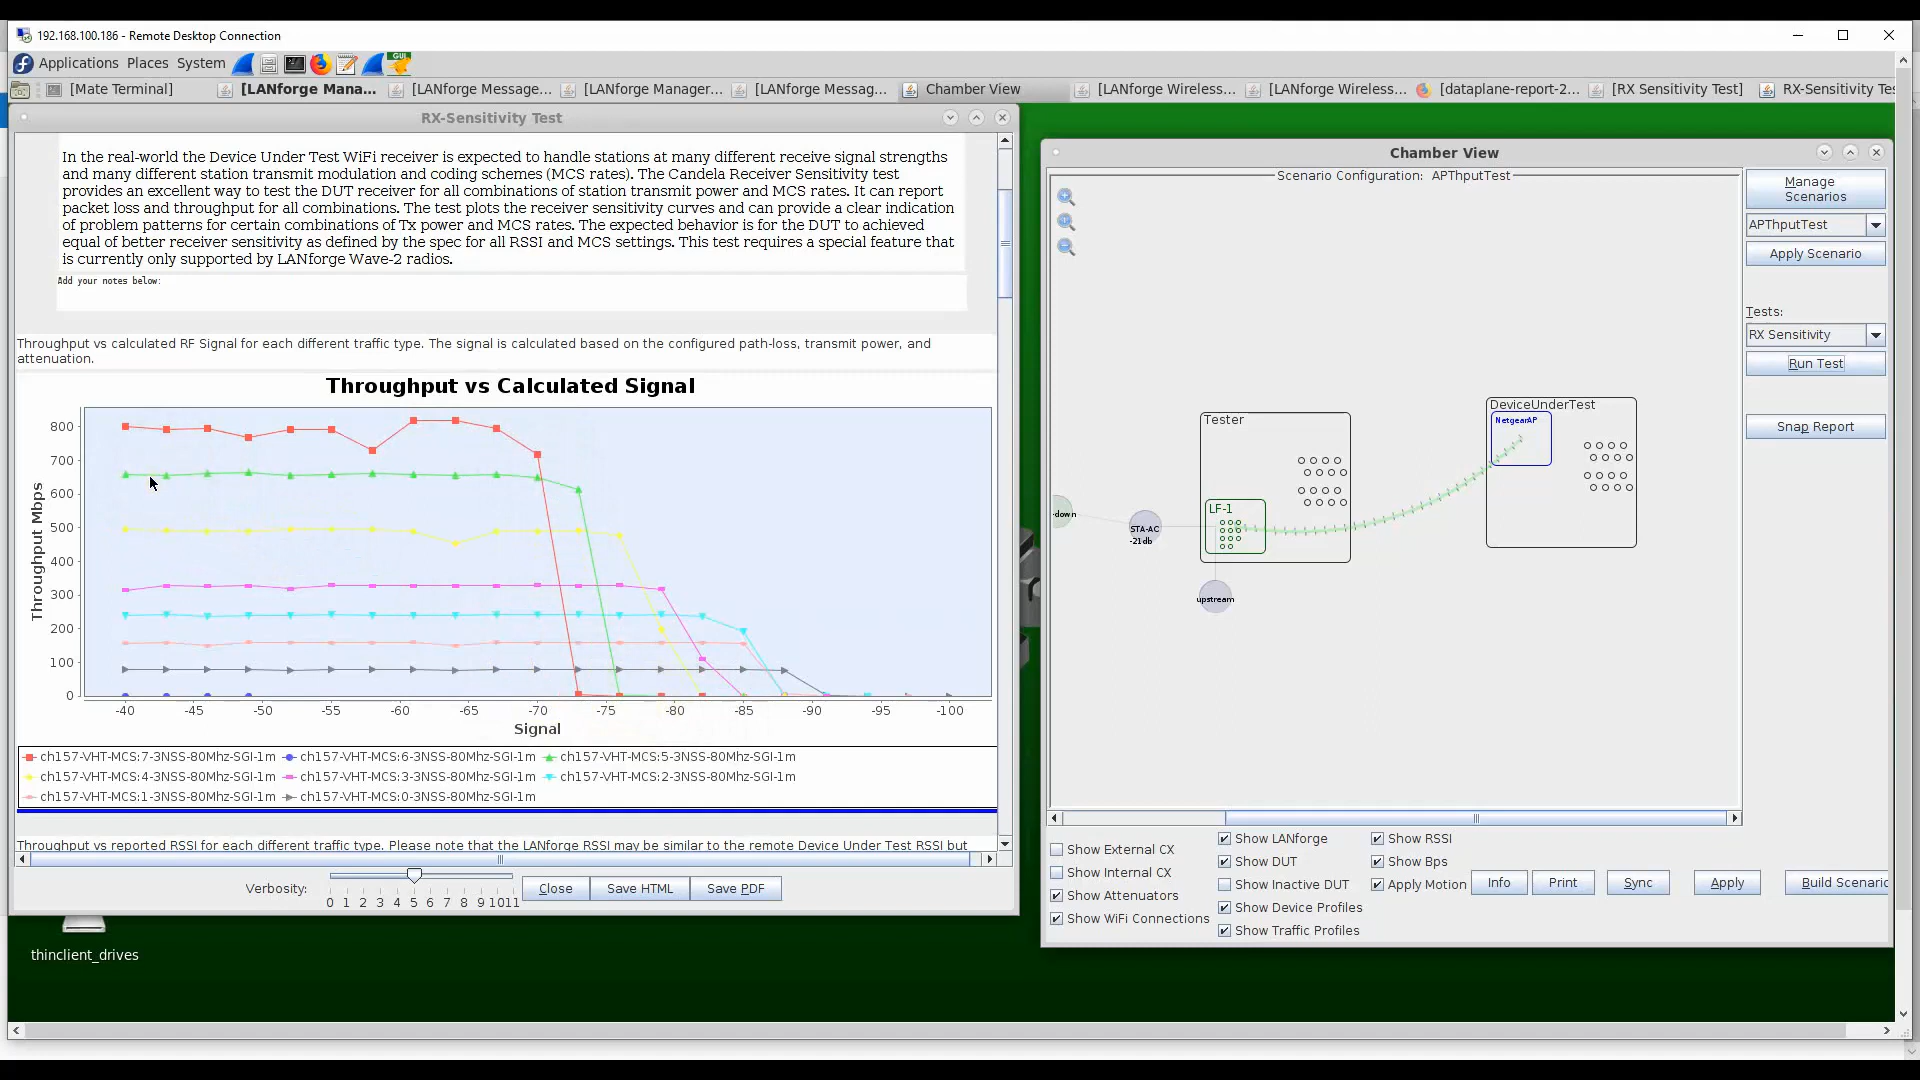 192.168.100.186 - Remote Desktop Connection
Applications Places System
[Mate Terminal] [LANforge Mana... [LANforge Message... [LANforge Manager... [LANforge Messag... Chamber View [LANforge Wireless... [LANforge Wireless... [dataplane-report-2... [RX Sensitivity Test] RX-Sensitivity Te
RX-Sensitivity Test
In the real-world the Device Under Test WiFi receiver is expected to handle stations at many different receive signal strengths
and many different station transmit modulation and coding schemes (MCS rates). The Candela Receiver Sensitivity test
provides an excellent way to test the DUT receiver for all combinations of station transmit power and MCS rates. It can report
packet loss and throughput for all combinations. The test plots the receiver sensitivity curves and can provide a clear indication
of problem patterns for certain combinations of Tx power and MCS rates. The expected behavior is for the DUT to achieved
equal of better receiver sensitivity as defined by the spec for all RSSI and MCS settings. This test requires a special feature that
is currently only supported by LANforge Wave-2 radios.
Add your notes below:
Throughput vs calculated RF Signal for each different traffic type. The signal is calculated based on the configured path-loss, transmit power, and
attenuation.
Throughput vs Calculated Signal
Throughput Mbps
800
700
600
500
400
300
200
100
0
-40 -45 -50 -55 -60 -65 -70 -75 -80 -85 -90 -95 -100
Signal
ch157-VHT-MCS:7-3NSS-80Mhz-SGI-1m ch157-VHT-MCS:6-3NSS-80Mhz-SGI-1m ch157-VHT-MCS:5-3NSS-80Mhz-SGI-1m
ch157-VHT-MCS:4-3NSS-80Mhz-SGI-1m ch157-VHT-MCS:3-3NSS-80Mhz-SGI-1m ch157-VHT-MCS:2-3NSS-80Mhz-SGI-1m
ch157-VHT-MCS:1-3NSS-80Mhz-SGI-1m ch157-VHT-MCS:0-3NSS-80Mhz-SGI-1m
Throughput vs reported RSSI for each different traffic type. Please note that the LANforge RSSI may be similar to the remote Device Under Test RSSI but
Verbosity:
0 1 2 3 4 5 6 7 8 9 10 11
Close Save HTML Save PDF
thinclient_drives
Chamber View
Scenario Configuration: APThputTest
Tester
LF-1
DeviceUnderTest
NetgearAP
-down
STA-AC
-21db
upstream
Manage
Scenarios
APThputTest
Apply Scenario
Tests:
RX Sensitivity
Run Test
Snap Report
Show External CX
Show Internal CX
Show Attenuators
Show WiFi Connections
Show LANforge
Show DUT
Show Inactive DUT
Show Device Profiles
Show Traffic Profiles
Show RSSI
Show Bps
Apply Motion
Info Print Sync Apply Build Scenario